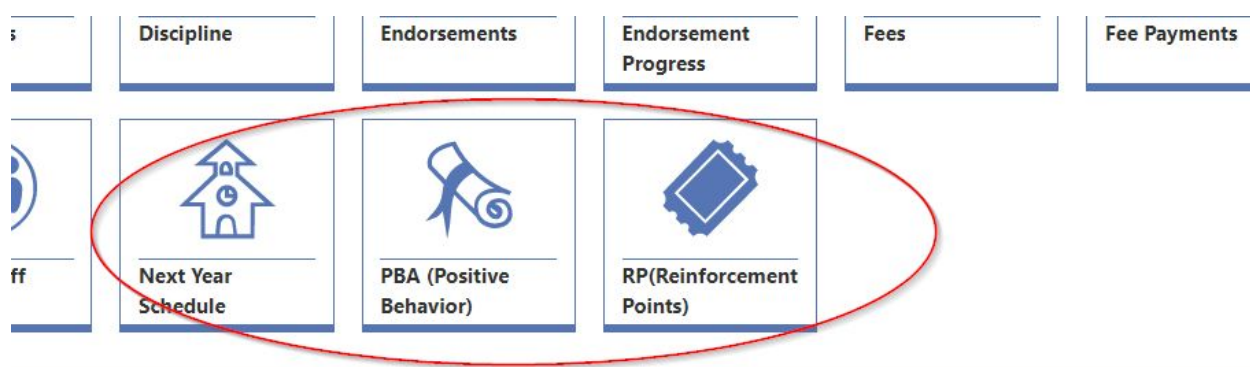 Discipline
Endorsements
Endorsement
Progress
Fees
Fee Payments
Next Year
Schedule
PBA (Positive
Behavior)
RP(Reinforcement
Points)